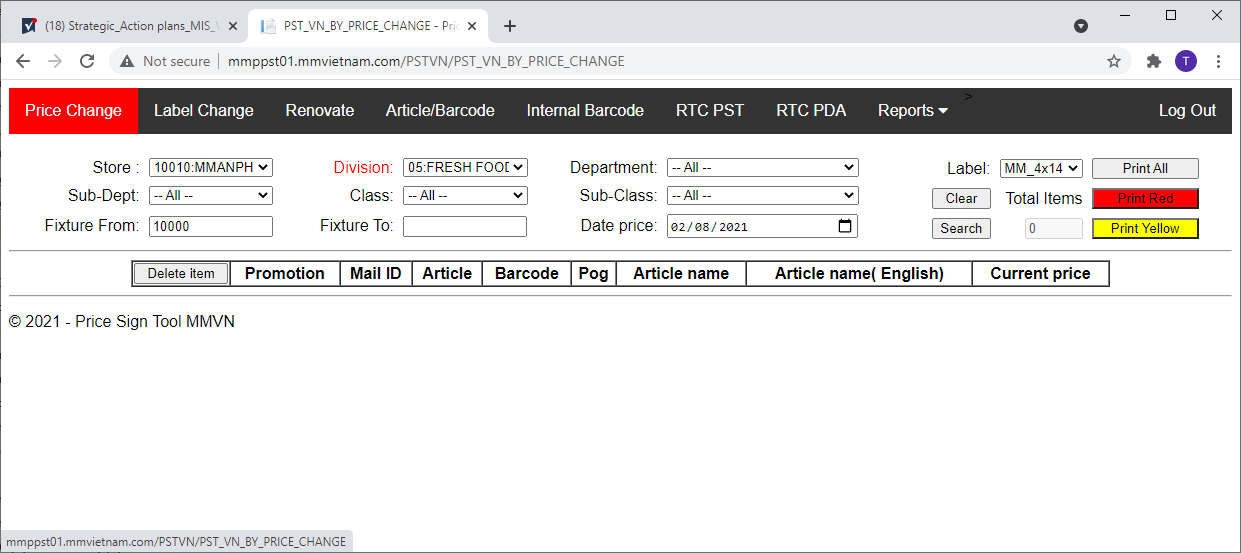 (18) Strategic_Action plans_MIS_
PST_VN_BY_PRICE_CHANGE - Pric
Not secure | mmppst01.mmvietnam.com/PSTVN/PST_VN_BY_PRICE_CHANGE
T
Price Change Label Change Renovate Article/Barcode Internal Barcode RTC PST RTC PDA Reports > Log Out
Store : 10010:MMANPH Division: 05:FRESH FOOD Department: -- All -- Label: MM_4x14 Print All
Sub-Dept: -- All -- Class: -- All -- Sub-Class: -- All -- Clear Total Items Print Red
Fixture From: 10000 Fixture To: Date price: 02/08/2021 Search 0 Print Yellow
Delete item Promotion Mail ID Article Barcode Pog Article name Article name( English) Current price
© 2021 - Price Sign Tool MMVN
mmppst01.mmvietnam.com/PSTVN/PST_VN_BY_PRICE_CHANGE